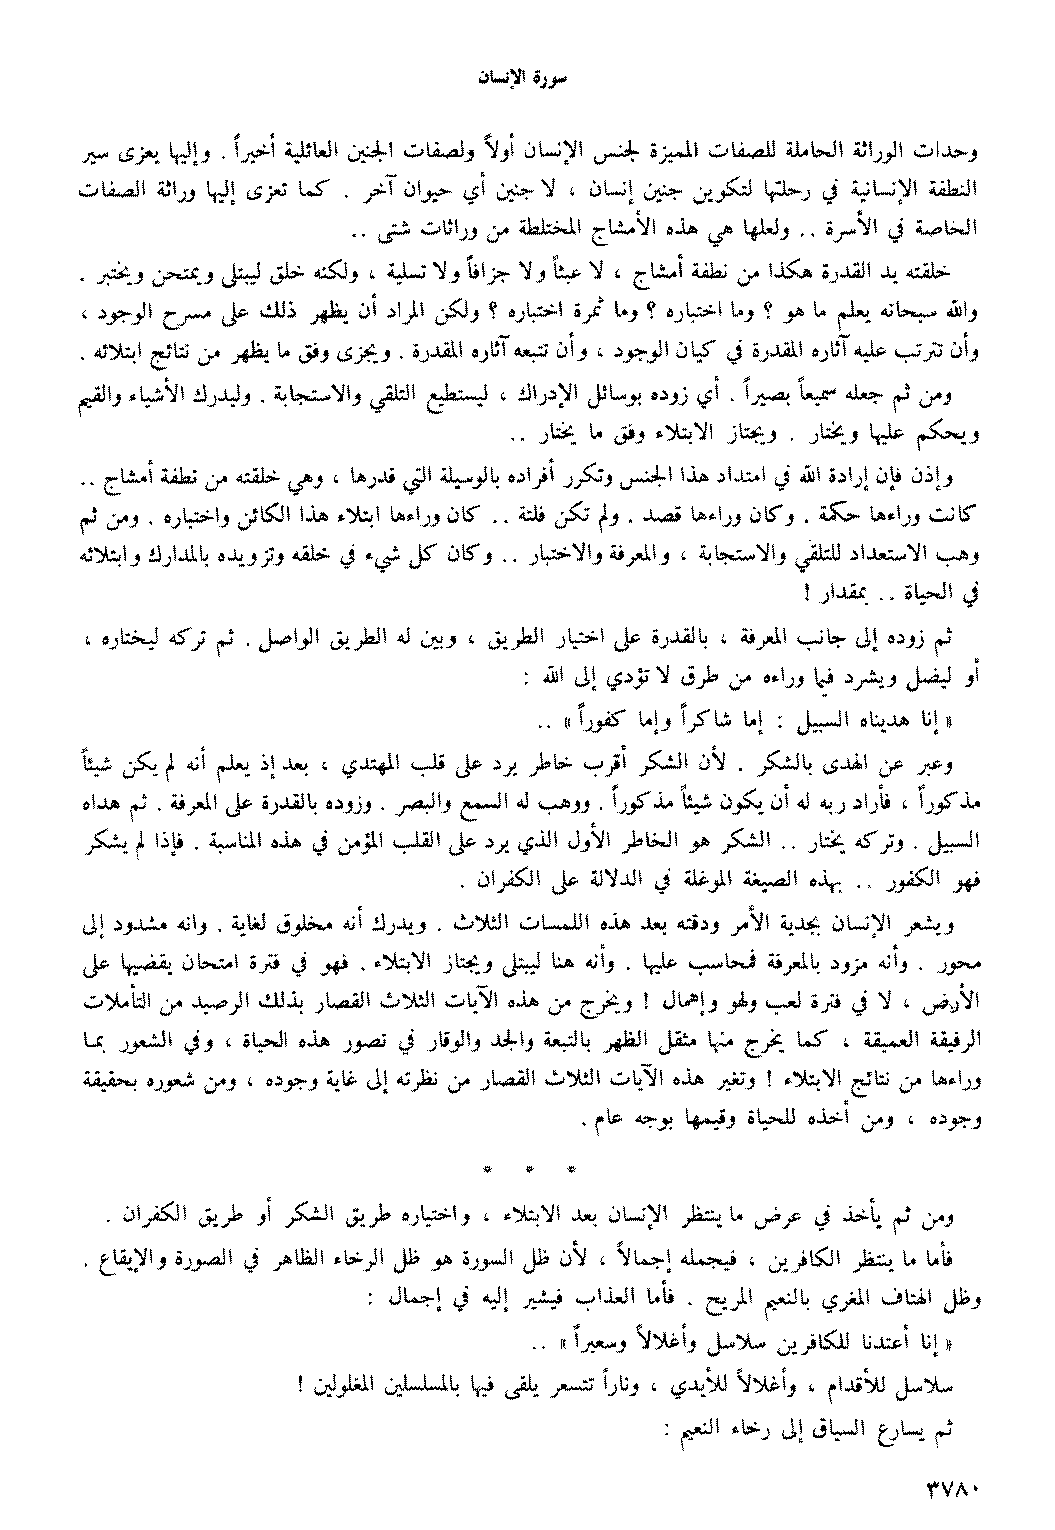 سورة الإنسان
وحدات الوراثة الحاملة للصفات المميزة لجنس الإنسان أولاً ولصفات الجنين العائلية أخيراً . وإليها يعزى سير
النطفة الإنسانية في رحلتها لتكوين جنين إنسان ، لا جنين أي حيوان آخر . كما تعزى إليها وراثة الصفات
الخاصة في الأسرة .. ولعلها هي هذه الأمشاج المختلطة من وراثات شتى ..
خلقته يد القدرة هكذا من نطفة أمشاج ، لا عبثاً ولا جزافاً ولا تسلية ، ولكنه خلق ليبتلى ويمتحن ويختبر .
والله سبحانه يعلم ما هو ؟ وما اختباره ؟ وما ثمرة اختباره ؟ ولكن المراد أن يظهر ذلك على مسرح الوجود ،
وأن تترتب عليه آثاره المقدرة في كيان الوجود ، وأن تتبعه آثاره المقدرة . ويجزى وفق ما يظهر من نتائج ابتلائه .
ومن ثم جعله سميعاً بصيراً . أي زوده بوسائل الإدراك ، ليستطيع التلقي والاستجابة . وليدرك الأشياء والقيم
ويحكم عليها ويختار . ويجتاز الابتلاء وفق ما يختار ..
وإذن فإن إرادة الله في امتداد هذا الجنس وتكرر أفراده بالوسيلة التي قدرها ، وهي خلقته من نطفة أمشاج ..
كانت وراءها حكمة . وكان وراءها قصد . ولم تكن فلتة .. كان وراءها ابتلاء هذا الكائن واختباره . ومن ثم
وهب الاستعداد للتلقي والاستجابة ، والمعرفة والاختبار .. وكان كل شيء في خلقه وتزويده بالمدارك وابتلائه
في الحياة .. بمقدار !
ثم زوده إلى جانب المعرفة ، بالقدرة على اختيار الطريق ، وبين له الطريق الواصل . ثم تركه ليختاره ،
أو ليضل ويشرد فيما وراءه من طرق لا تؤدي إلى الله :
« إنا هديناه السبيل : إما شاكراً وإما كفوراً » ..
وعبر عن الهدى بالشكر . لأن الشكر أقرب خاطر يرد على قلب المهتدي ، بعد إذ يعلم أنه لم يكن شيئاً
مذكوراً ، فأراد ربه له أن يكون شيئاً مذكوراً . ووهب له السمع والبصر . وزوده بالقدرة على المعرفة . ثم هداه
السبيل . وتركه يختار .. الشكر هو الخاطر الأول الذي يرد على القلب المؤمن في هذه المناسبة . فإذا لم يشكر
فهو الكفور .. بهذه الصيغة الموغلة في الدلالة على الكفران .
ويشعر الإنسان بجدية الأمر ودقته بعد هذه اللمسات الثلاث . ويدرك أنه مخلوق لغاية . وانه مشدود إلى
محور . وأنه مزود بالمعرفة فمحاسب عليها . وأنه هنا ليبتلى ويجتاز الابتلاء . فهو في فترة امتحان يقضيها على
الأرض ، لا في فترة لعب ولهو وإهمال ! ويخرج من هذه الآيات الثلاث القصار بذلك الرصيد من التأملات
الرفيقة العميقة ، كما يخرج منها مثقل الظهر بالتبعة والجد والوقار في تصور هذه الحياة ، وفي الشعور بما
وراءها من نتائج الابتلاء ! وتغير هذه الآيات الثلاث القصار من نظرته إلى غاية وجوده ، ومن شعوره بحقيقة
وجوده ، ومن أخذه للحياة وقيمها بوجه عام .
* * *
ومن ثم يأخذ في عرض ما ينتظر الإنسان بعد الابتلاء ، واختياره طريق الشكر أو طريق الكفران .
فأما ما ينتظر الكافرين ، فيجمله إجمالاً ، لأن ظل السورة هو ظل الرخاء الظاهر في الصورة والإيقاع .
وظل الهتاف المغري بالنعيم المريح . فأما العذاب فيشير إليه في إجمال :
« إنا أعتدنا للكافرين سلاسل وأغلالاً وسعيراً » ..
سلاسل للأقدام ، وأغلالاً للأيدي ، وناراً تتسعر يلقى فيها بالمسلسلين المغلولين !
ثم يسارع السياق إلى رخاء النعيم :
٣٧٨٠